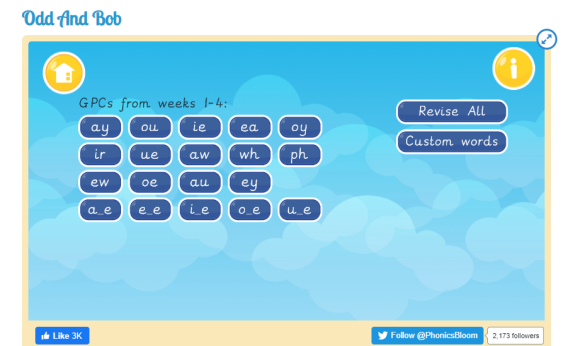 Odd And Bob
GPCs from weeks 1-4:
ay ou ie ea oy
ir ue aw wh ph
ew oe au ey
a_e e_e i_e o_e u_e
Revise All
Custom words
i
Like 3K
Follow @PhonicsBloom 2,173 followers